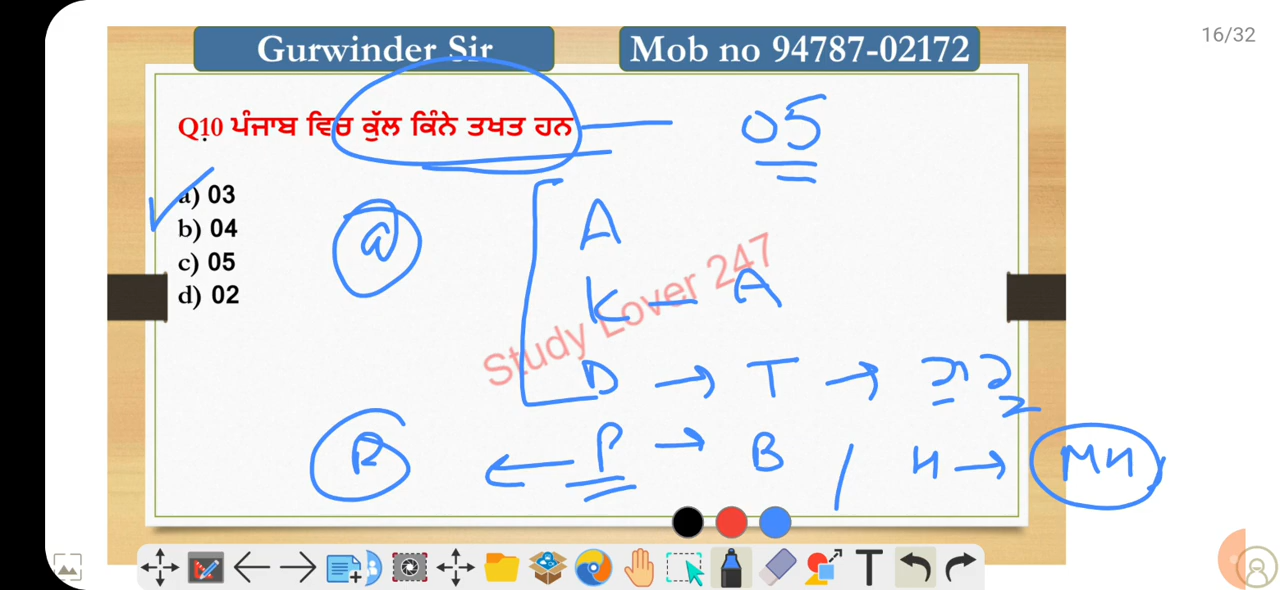 16/32
Gurwinder Sir
Mob no 94787-02172
Q10 ਪੰਜਾਬ ਵਿਚ ਕੁੱਲ ਕਿੰਨੇ ਤਖਤ ਹਨ
05
a) 03
b) 04
c) 05
d) 02
A
K - A
D → T →
P → B / H →
Study Lover 247
T